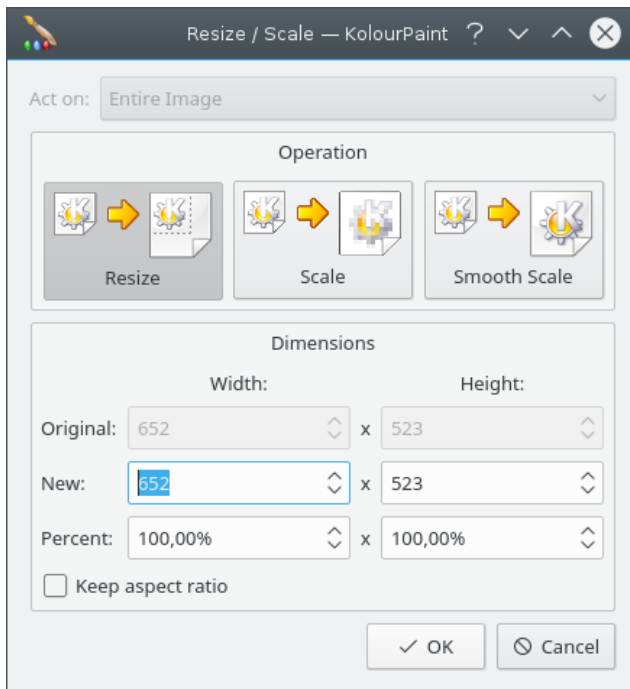 Resize / Scale — KolourPaint ?
Act on: Entire Image
Operation
Resize Scale Smooth Scale
Dimensions
Width: Height:
Original: 652 x 523
New: 652 x 523
Percent: 100,00% x 100,00%
Keep aspect ratio
OK Cancel